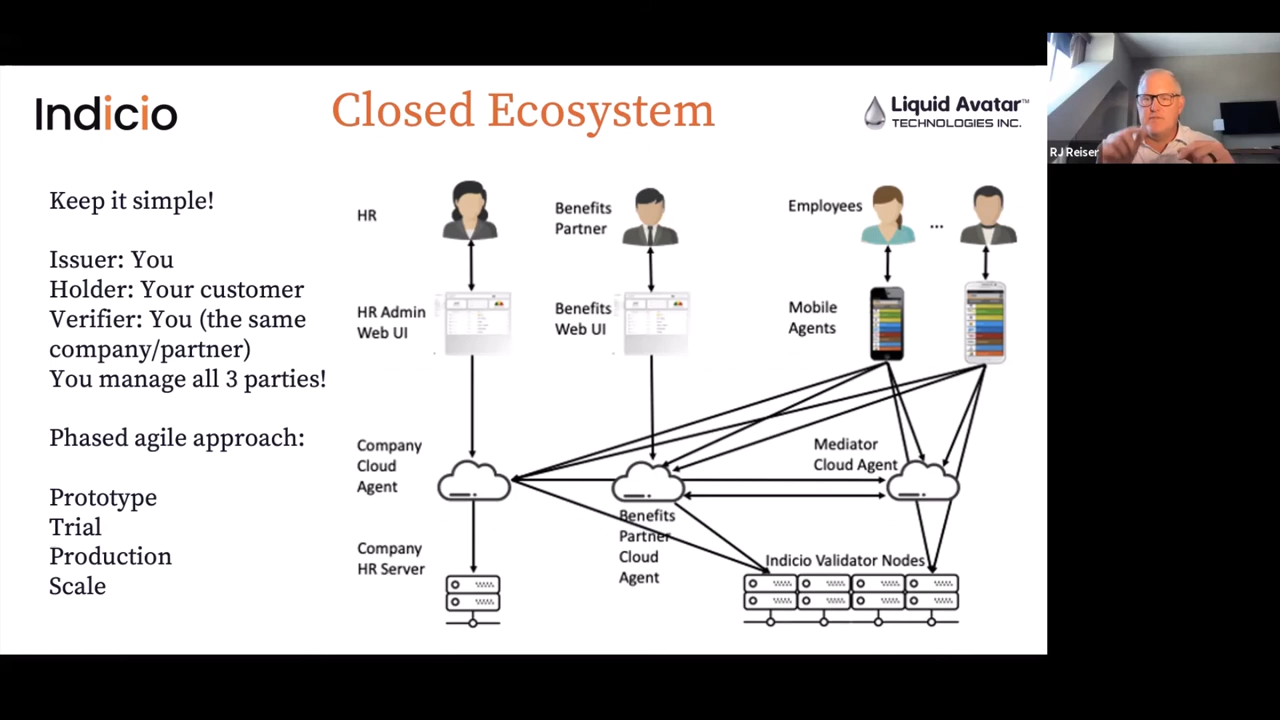 Indicio
Closed Ecosystem
Liquid Avatar™
TECHNOLOGIES INC.
RJ Reiser
Keep it simple!
Issuer: You
Holder: Your customer
Verifier: You (the same
company/partner)
You manage all 3 parties!
Phased agile approach:
Prototype
Trial
Production
Scale
HR
Benefits
Partner
Employees
...
HR Admin
Web UI
Benefits
Web UI
Mobile
Agents
Company
Cloud
Agent
Mediator
Cloud Agent
Benefits
Partner
Cloud
Agent
Company
HR Server
Indicio Validator Nodes